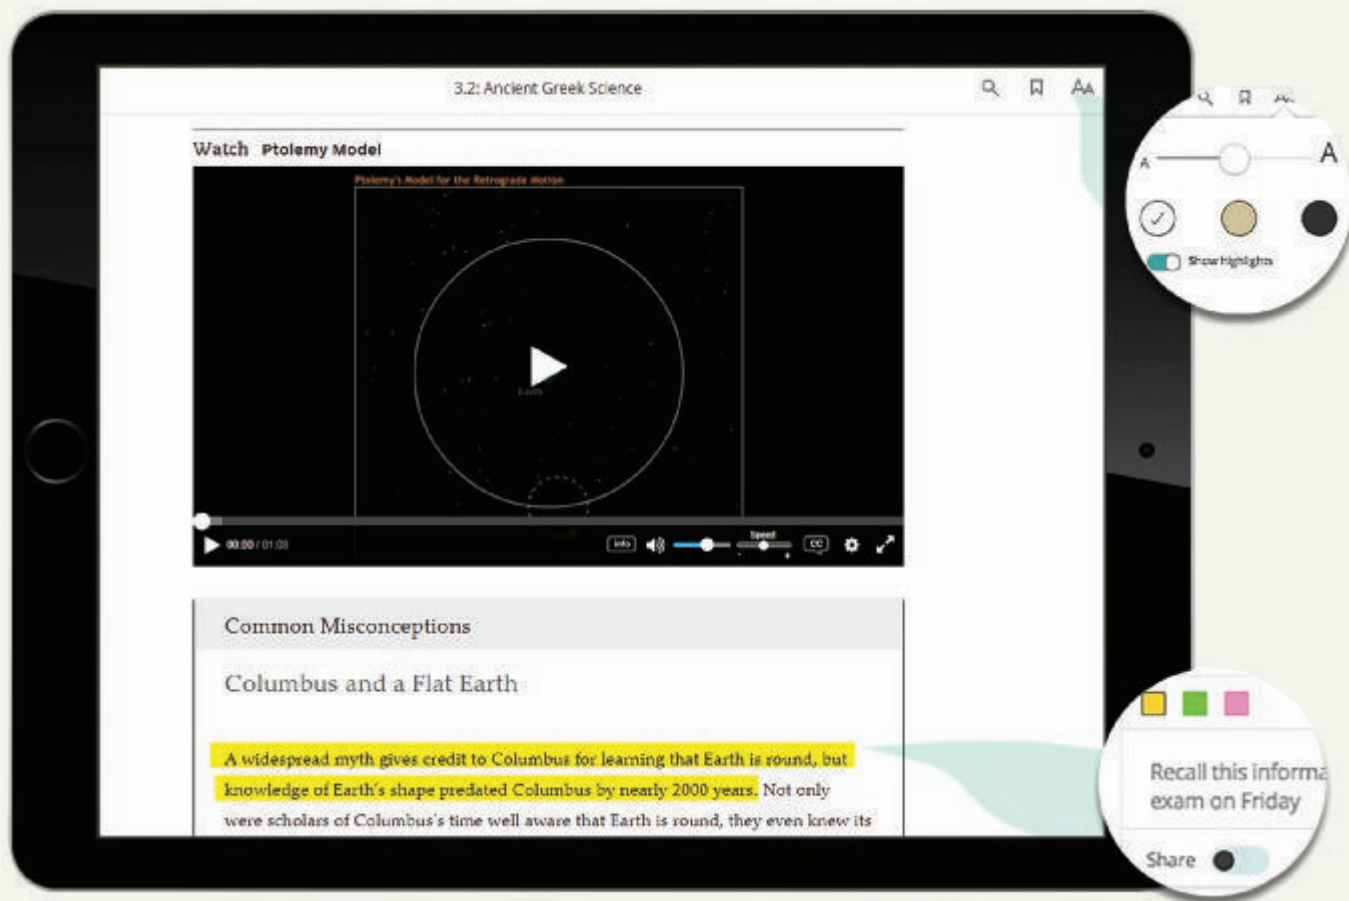 3.2: Ancient Greek Science
AA
A A
Show highlights
Watch Ptolemy Model
Ptolemy's Model for the Retrograde Motion
Earth
00:00 / 01:03
info
Speed
- +
CC
Common Misconceptions
Columbus and a Flat Earth
A widespread myth gives credit to Columbus for learning that Earth is round, but
knowledge of Earth's shape predated Columbus by nearly 2000 years. Not only
were scholars of Columbus's time well aware that Earth is round, they even knew its
Recall this informa
exam on Friday
Share